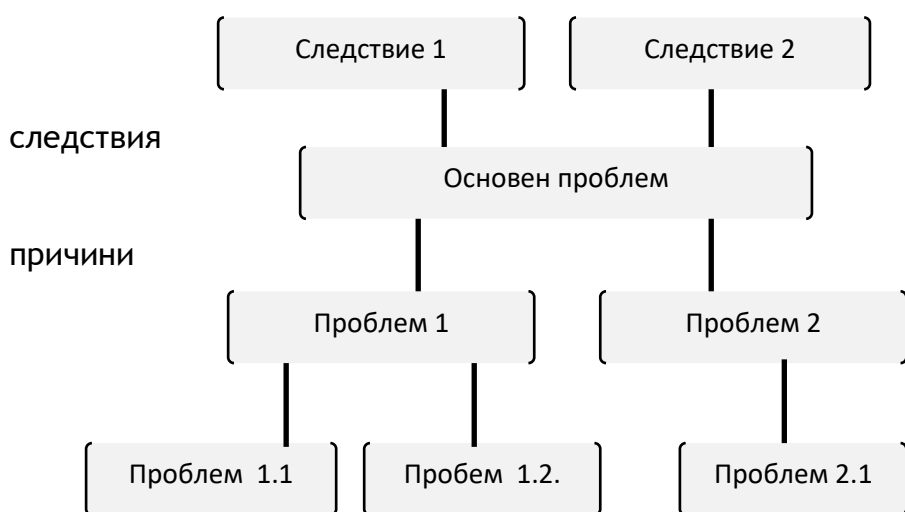 Следствие 1
Следствие 2
следствия
Основен проблем
причини
Проблем 1
Проблем 2
Проблем  1.1
Пробем  1.2.
Проблем 2.1